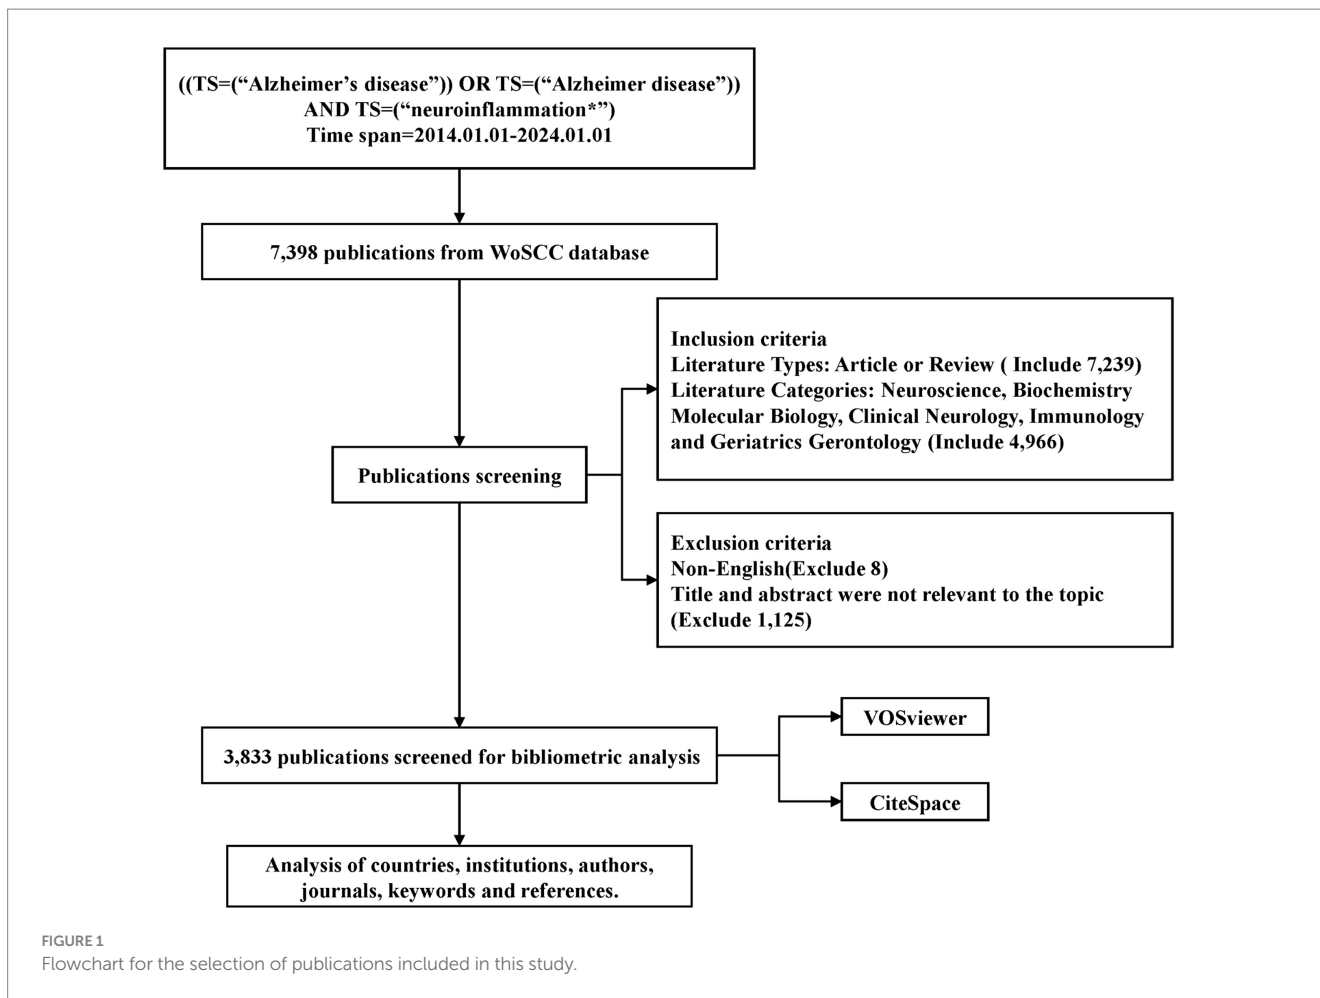 ((TS=(“Alzheimer’s disease”)) OR TS=(“Alzheimer disease”))
AND TS=(“neuroinflammation*”)
Time span=2014.01.01-2024.01.01
7,398 publications from WoSCC database
Inclusion criteria
Literature Types: Article or Review ( Include 7,239)
Literature Categories: Neuroscience, Biochemistry
Molecular Biology, Clinical Neurology, Immunology
and Geriatrics Gerontology (Include 4,966)
Publications screening
Exclusion criteria
Non-English(Exclude 8)
Title and abstract were not relevant to the topic
(Exclude 1,125)
3,833 publications screened for bibliometric analysis
VOSviewer
CiteSpace
Analysis of countries, institutions, authors,
journals, keywords and references.
FIGURE 1
Flowchart for the selection of publications included in this study.